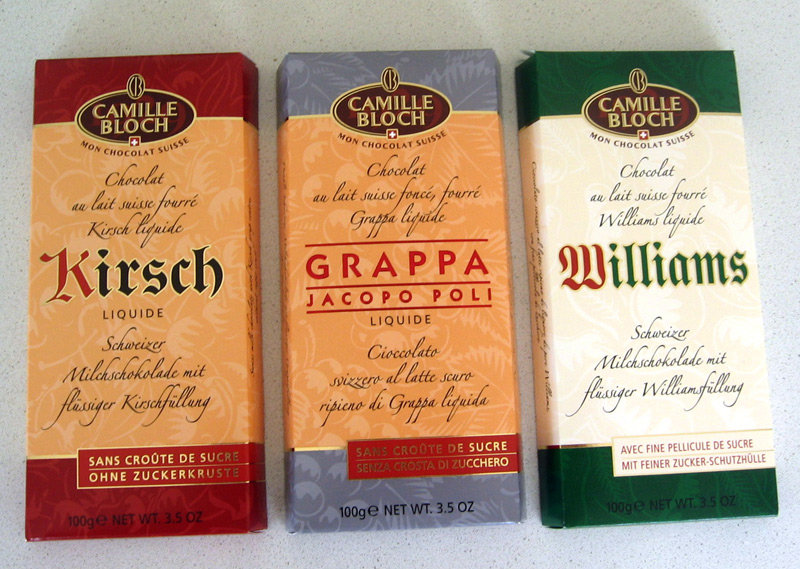 CB
CAMILLE
BLOCH
MON CHOCOLAT SUISSE
Chocolat
au lait suisse fourré
Kirsch liquide
Kirsch
LIQUIDE
Schweizer
Milchschokolade mit
flüssiger Kirschfüllung
SANS CROÛTE DE SUCRE
OHNE ZUCKERKRUSTE
100g e NET WT. 3.5 OZ
CB
CAMILLE
BLOCH
MON CHOCOLAT SUISSE
Chocolat
au lait suisse foncé, fourré
Grappa liquide
GRAPPA
JACOPO POLI
LIQUIDE
Cioccolato
svizzero al latte scuro
ripieno di Grappa liquida
SANS CROÛTE DE SUCRE
SENZA CROSTA DI ZUCCHERO
100g e NET WT. 3.5 OZ
CB
CAMILLE
BLOCH
MON CHOCOLAT SUISSE
Chocolat
au lait suisse fourré
Williams liquide
Williams
Schweizer
Milchschokolade mit
flüssiger Williamsfüllung
AVEC FINE PELLICULE DE SUCRE
MIT FEINER ZUCKER-SCHUTZHÜLLE
100g e NET WT. 3.5 OZ